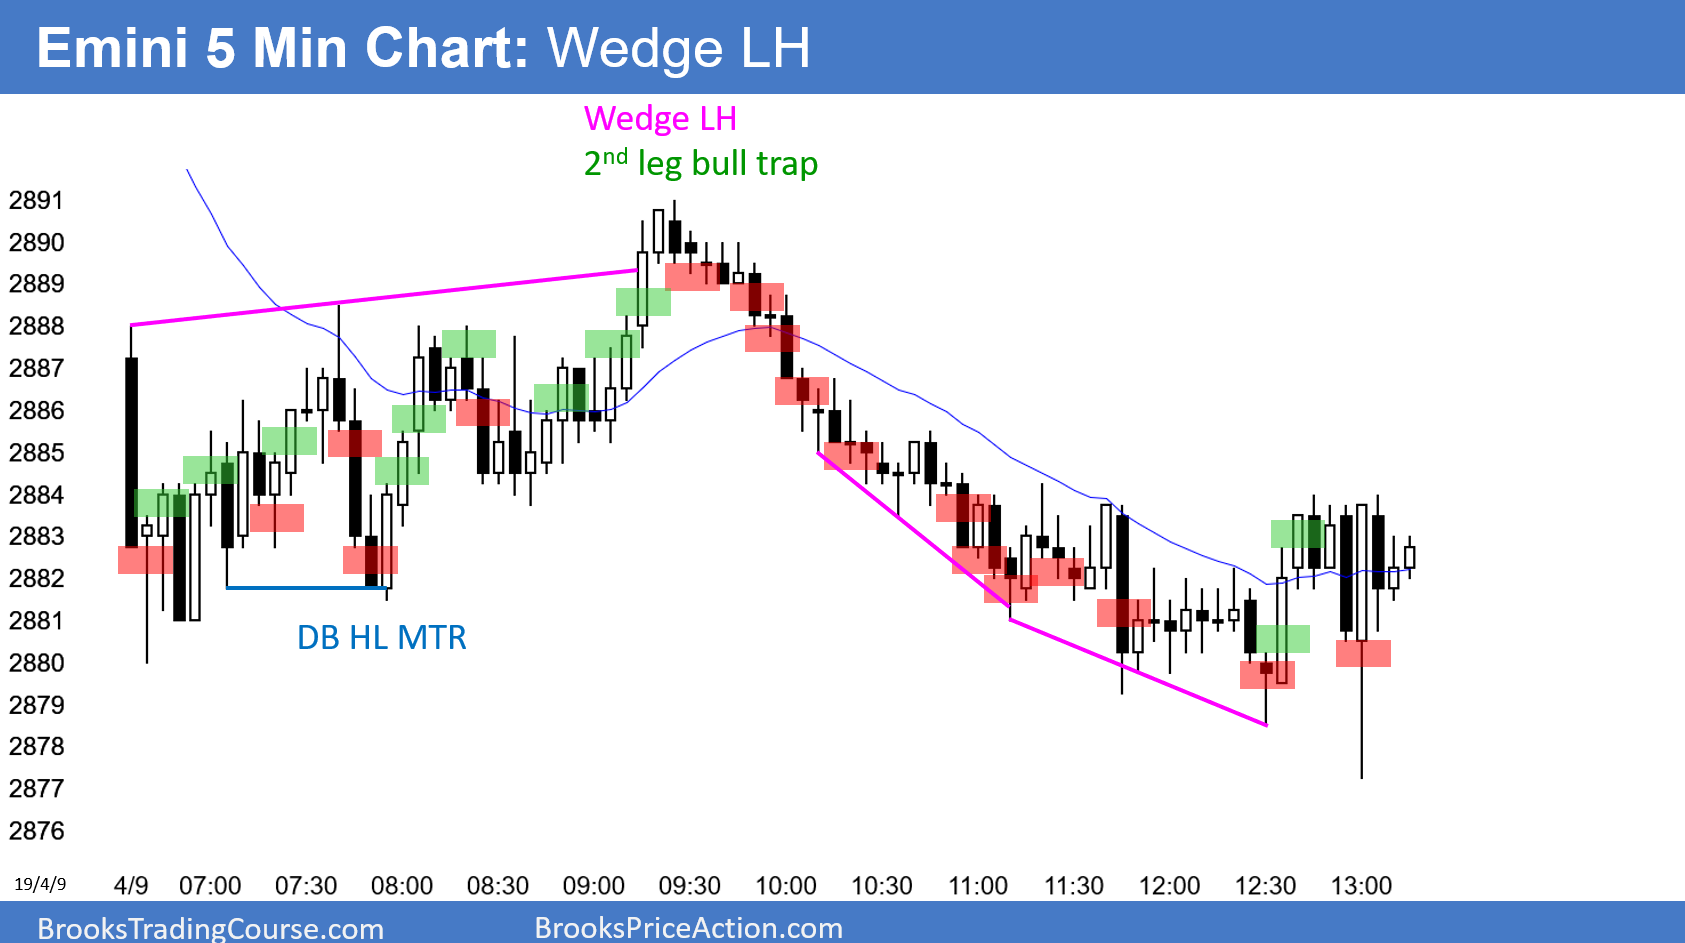 Emini 5 Min Chart: Wedge LH
Wedge LH
2nd leg bull trap
2891
2890
2889
2888
2887
2886
2885
2884
2883
2882
2881
2880
2879
2878
2877
2876
DB HL MTR
19/4/9 4/9 07:00 07:30 08:00 08:30 09:00 09:30 10:00 10:30 11:00 11:30 12:00 12:30 13:00
BrooksTradingCourse.com BrooksPriceAction.com